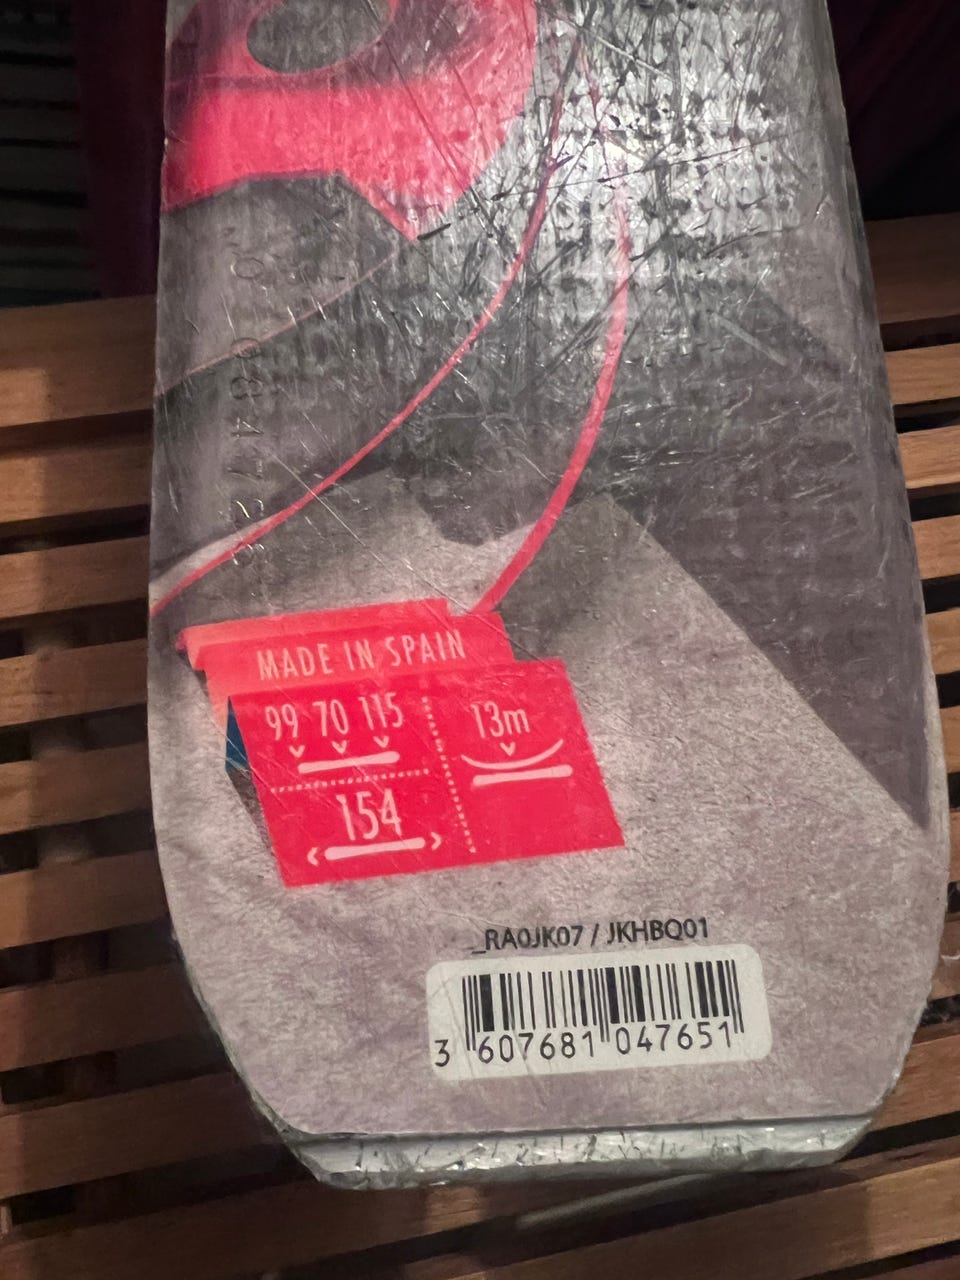 MADE IN SPAIN
99 70 115
13m
154
_RA0JK07 / JKHBQ01
3 607681 047651